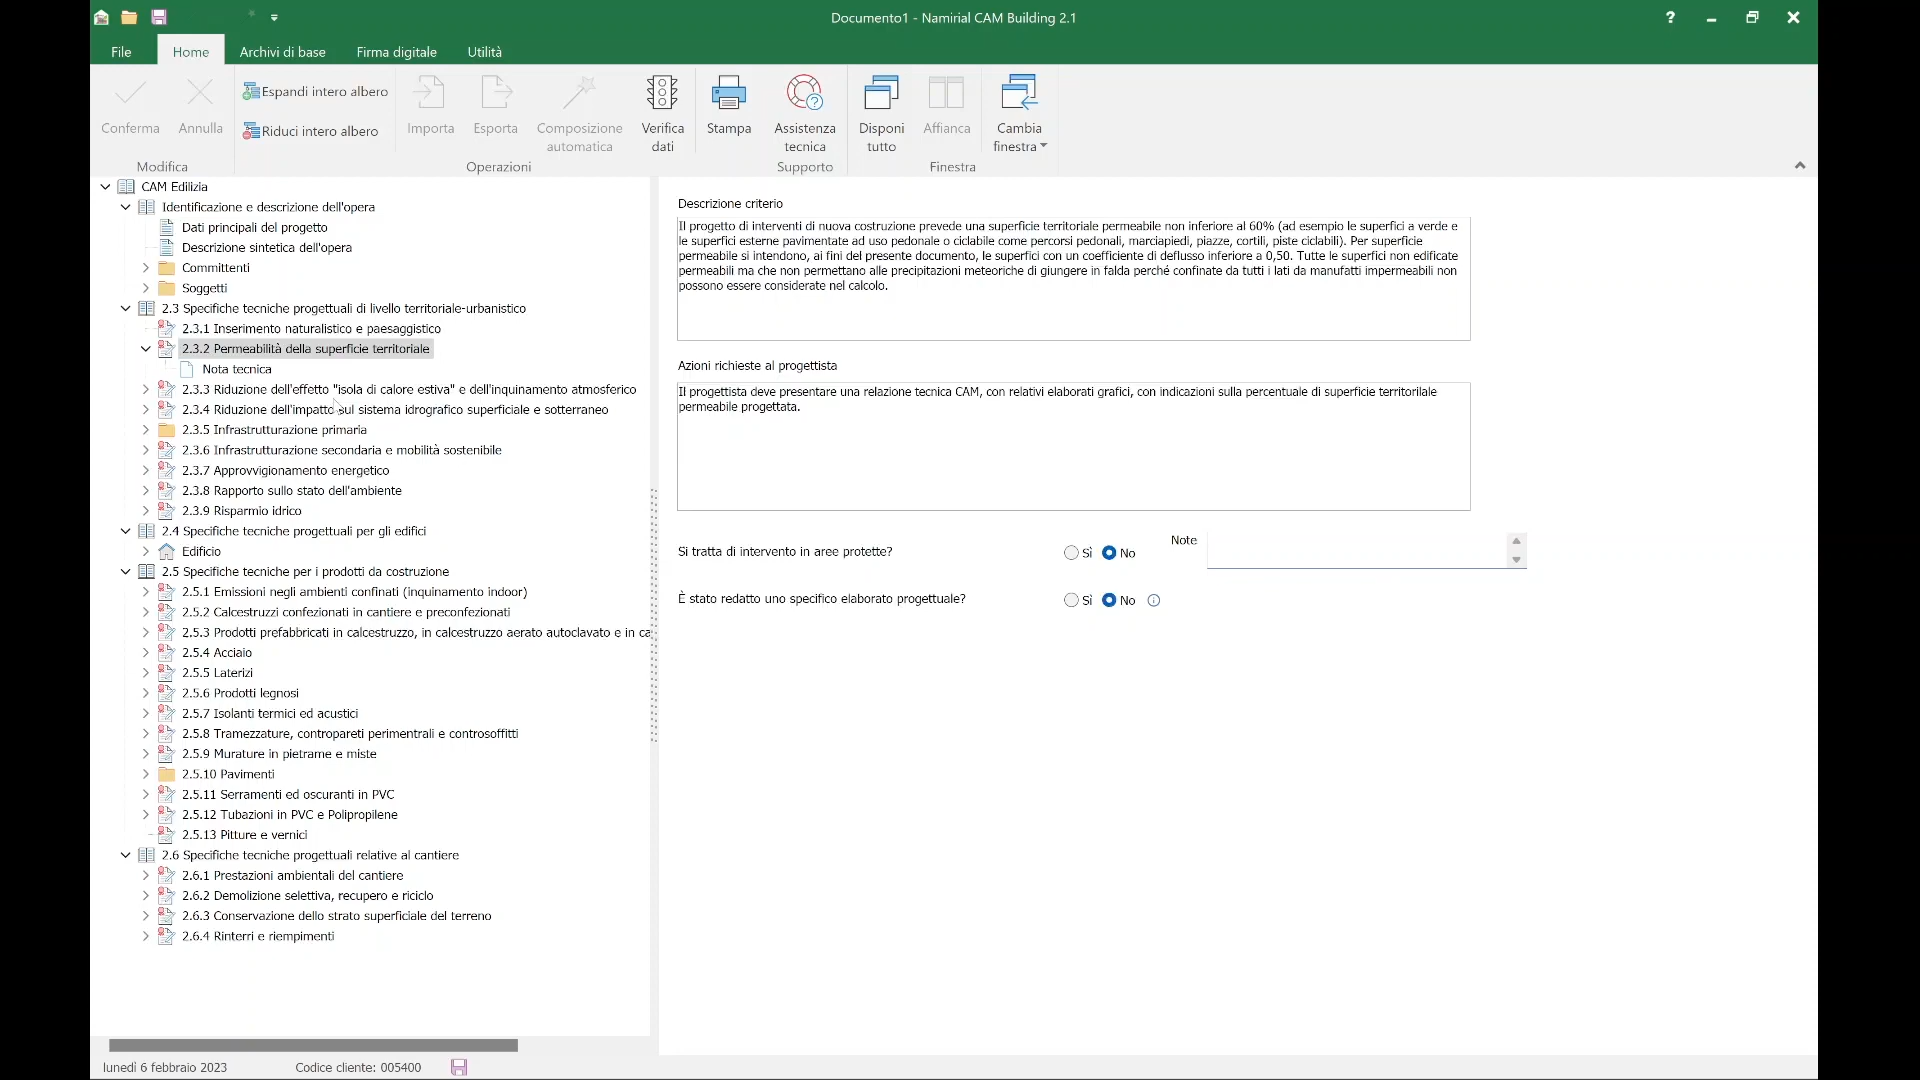 Documento1 - Namirial CAM Building 2.1
File Home Archivi di base Firma digitale Utilità
Conferma
Annulla
Modifica
Espandi intero albero
Riduci intero albero
Importa
Esporta
Composizione
automatica
Verifica
dati
Operazioni
Stampa
Assistenza
tecnica
Supporto
Disponi
tutto
Affianca
Cambia
finestra
Finestra
CAM Edilizia
Identificazione e descrizione dell'opera
Dati principali del progetto
Descrizione sintetica dell'opera
Committenti
Soggetti
2.3 Specifiche tecniche progettuali di livello territoriale-urbanistico
2.3.1 Inserimento naturalistico e paesaggistico
2.3.2 Permeabilità della superficie territoriale
Nota tecnica
2.3.3 Riduzione dell'effetto "isola di calore estiva" e dell'inquinamento atmosferico
2.3.4 Riduzione dell'impatto sul sistema idrografico superficiale e sotterraneo
2.3.5 Infrastrutturazione primaria
2.3.6 Infrastrutturazione secondaria e mobilità sostenibile
2.3.7 Approvvigionamento energetico
2.3.8 Rapporto sullo stato dell'ambiente
2.3.9 Risparmio idrico
2.4 Specifiche tecniche progettuali per gli edifici
Edificio
2.5 Specifiche tecniche per i prodotti da costruzione
2.5.1 Emissioni negli ambienti confinati (inquinamento indoor)
2.5.2 Calcestruzzi confezionati in cantiere e preconfezionati
2.5.3 Prodotti prefabbricati in calcestruzzo, in calcestruzzo aerato autoclavato e in ca
2.5.4 Acciaio
2.5.5 Laterizi
2.5.6 Prodotti legnosi
2.5.7 Isolanti termici ed acustici
2.5.8 Tramezzature, contropareti perimentrali e controsoffitti
2.5.9 Murature in pietrame e miste
2.5.10 Pavimenti
2.5.11 Serramenti ed oscuranti in PVC
2.5.12 Tubazioni in PVC e Polipropilene
2.5.13 Pitture e vernici
2.6 Specifiche tecniche progettuali relative al cantiere
2.6.1 Prestazioni ambientali del cantiere
2.6.2 Demolizione selettiva, recupero e riciclo
2.6.3 Conservazione dello strato superficiale del terreno
2.6.4 Rinterri e riempimenti
Descrizione criterio
Il progetto di interventi di nuova costruzione prevede una superficie territoriale permeabile non inferiore al 60% (ad esempio le superfici a verde e
le superfici esterne pavimentate ad uso pedonale o ciclabile come percorsi pedonali, marciapiedi, piazze, cortili, piste ciclabili). Per superficie
permeabile si intendono, ai fini del presente documento, le superfici con un coefficiente di deflusso inferiore a 0,50. Tutte le superfici non edificate
permeabili ma che non permettano alle precipitazioni meteoriche di giungere in falda perché confinate da tutti i lati da manufatti impermeabili non
possono essere considerate nel calcolo.
Azioni richieste al progettista
Il progettista deve presentare una relazione tecnica CAM, con relativi elaborati grafici, con indicazioni sulla percentuale di superficie territorilale
permeabile progettata.
Si tratta di intervento in aree protette? Sì No Note
È stato redatto uno specifico elaborato progettuale? Sì No
lunedì 6 febbraio 2023 Codice cliente: 005400